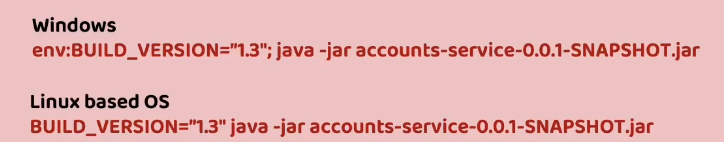 Windows
env:BUILD_VERSION="1.3"; java -jar accounts-service-0.0.1-SNAPSHOT.jar
Linux based OS
BUILD_VERSION="1.3" java -jar accounts-service-0.0.1-SNAPSHOT.jar